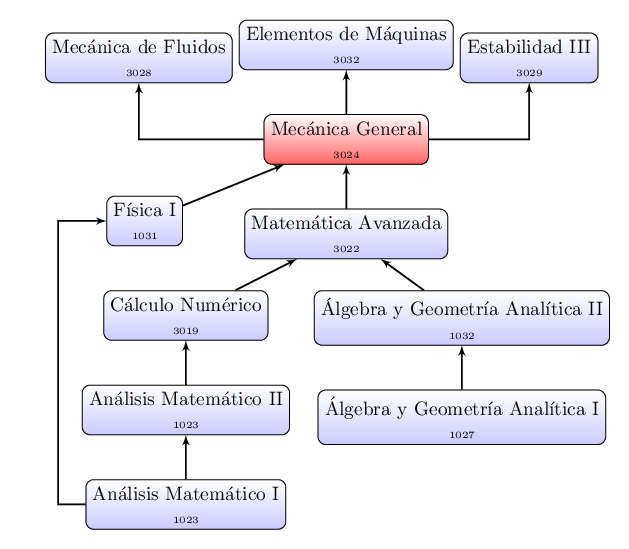 Mecánica de Fluidos
3028
Elementos de Máquinas
3032
Estabilidad III
3029
Mecánica General
3024
Física I
1031
Matemática Avanzada
3022
Cálculo Numérico
3019
Álgebra y Geometría Analítica II
1032
Análisis Matemático II
1023
Álgebra y Geometría Analítica I
1027
Análisis Matemático I
1023